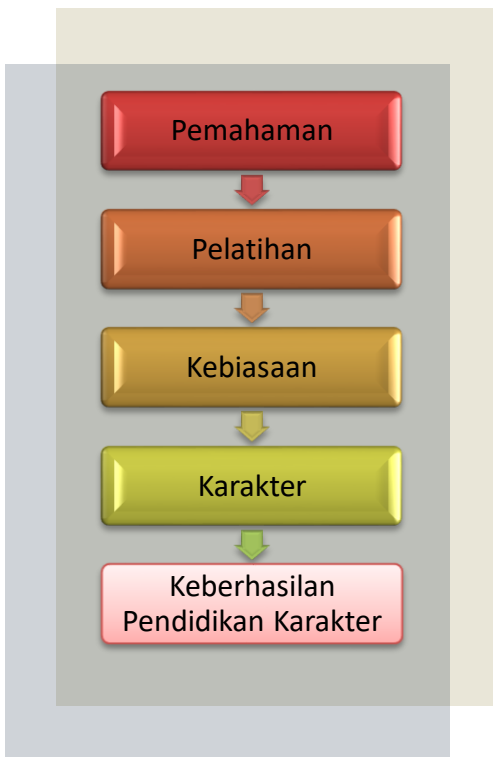 Pemahaman
Pelatihan
Kebiasaan
Karakter
Keberhasilan
Pendidikan Karakter